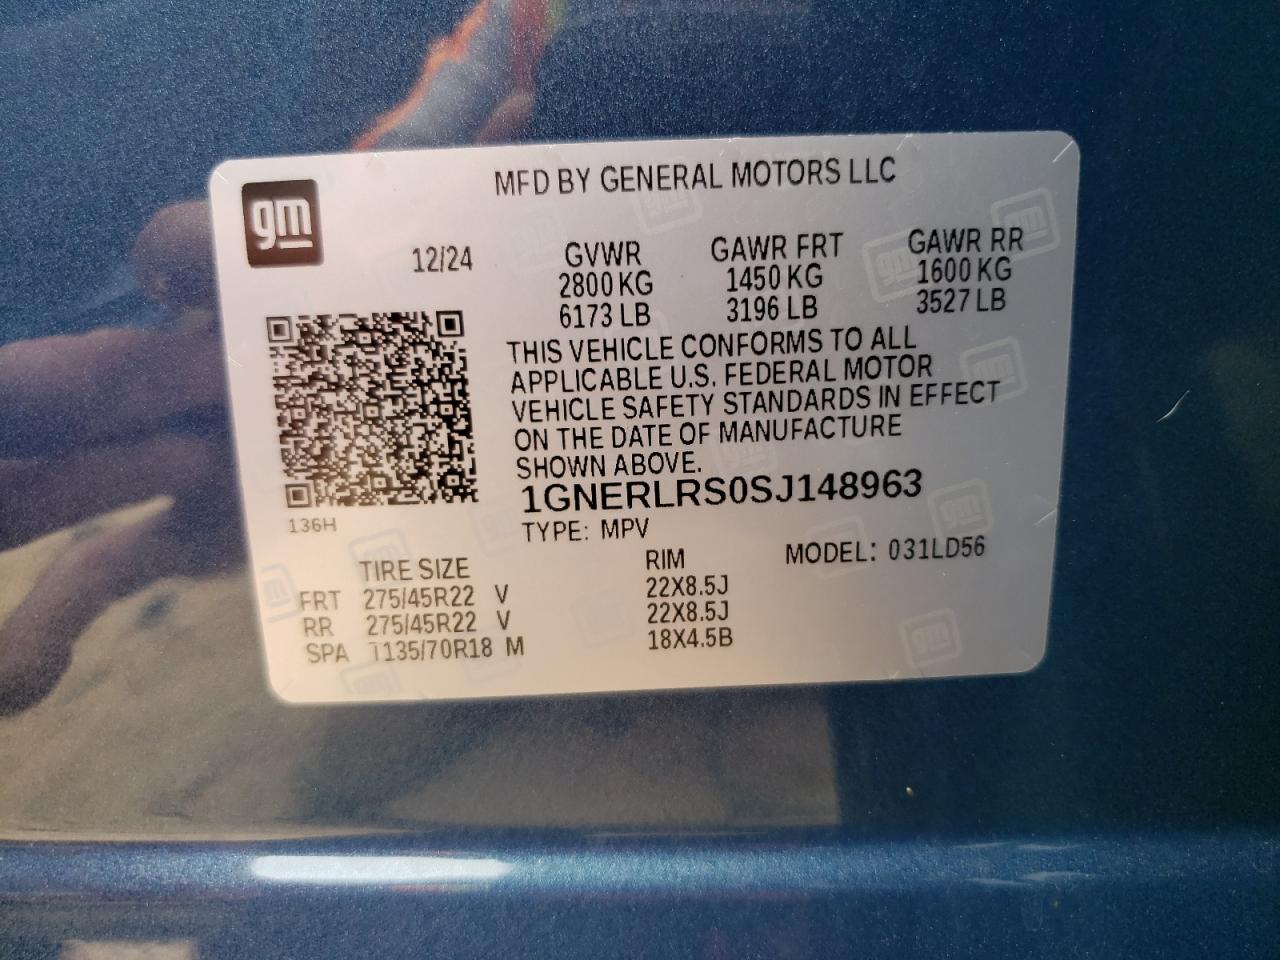 gm
MFD BY GENERAL MOTORS LLC
12/24
GVWR GAWR FRT GAWR RR
2800 KG 1450 KG 1600 KG
6173 LB 3196 LB 3527 LB
THIS VEHICLE CONFORMS TO ALL
APPLICABLE U.S. FEDERAL MOTOR
VEHICLE SAFETY STANDARDS IN EFFECT
ON THE DATE OF MANUFACTURE
SHOWN ABOVE.
1GNERLRS0SJ148963
136H
TYPE: MPV
MODEL: 031LD56
TIRE SIZE RIM
FRT 275/45R22 V 22X8.5J
RR 275/45R22 V 22X8.5J
SPA T135/70R18 M 18X4.5B